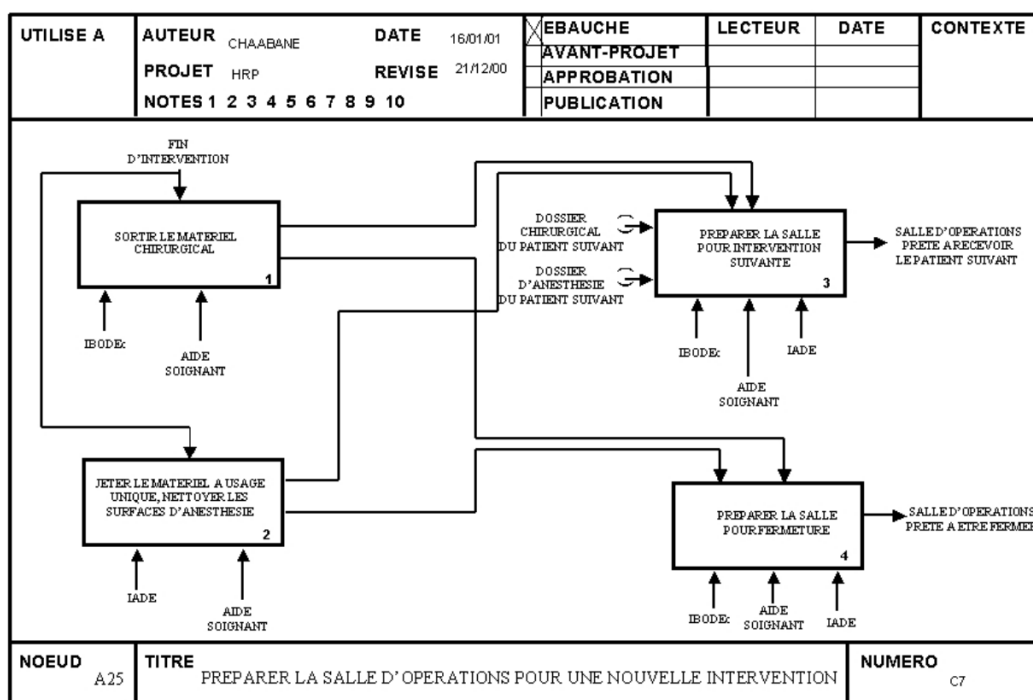 UTILISE A
AUTEUR CHAABANE DATE 16/01/01
PROJET HRP REVISE 21/12/00
NOTES 1 2 3 4 5 6 7 8 9 10
EBAUCHE
AVANT-PROJET
APPROBATION
PUBLICATION
LECTEUR DATE
CONTEXTE
FIN
D'INTERVENTION
SORTIR LE MATERIEL
CHIRURGICAL
1
IBODEs
AIDE
SOIGNANT
DOSSIER
CHIRURGICAL
DU PATIENT SUIVANT
DOSSIER
D'ANESTHESIE
DU PATIENT SUIVANT
PREPARER LA SALLE
POUR INTERVENTION
SUIVANTE
3
SALLE D'OPERATIONS
PRETE A RECEVOIR
LE PATIENT SUIVANT
IBODEs
AIDE
SOIGNANT
IADE
JETER LE MATERIEL A USAGE
UNIQUE, NETTOYER LES
SURFACES D'ANESTHESIE
2
IADE
AIDE
SOIGNANT
PREPARER LA SALLE
POUR FERMETURE
4
SALLE D'OPERATIONS
PRETE A ETRE FERMEE
IBODEs
AIDE
SOIGNANT
IADE
NOEUD
A25
TITRE
PREPARER LA SALLE D'OPERATIONS POUR UNE NOUVELLE INTERVENTION
NUMERO
C7